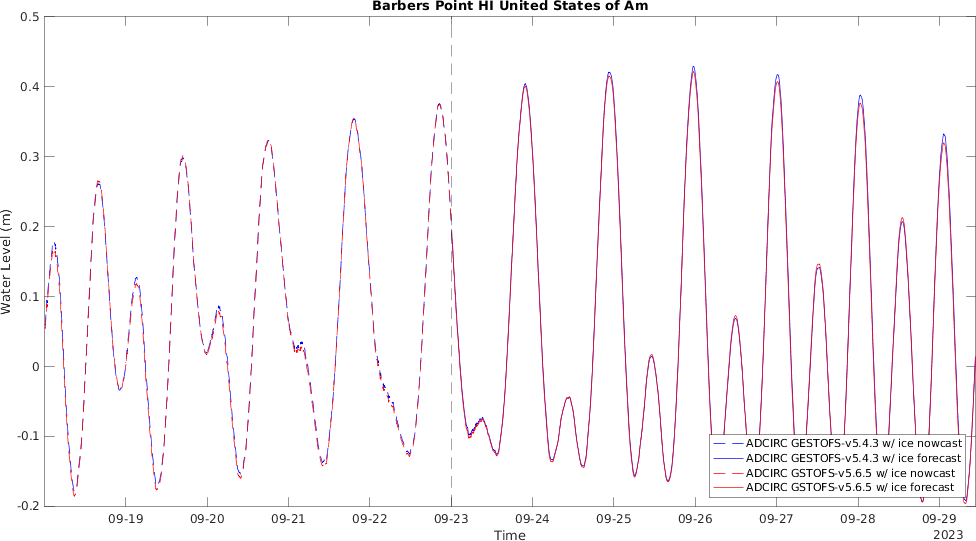 Barbers Point HI United States of Am
Water Level (m)
0.5
0.4
0.3
0.2
0.1
0
-0.1
-0.2
ADCIRC GESTOFS-v5.4.3 w/ ice nowcast
ADCIRC GESTOFS-v5.4.3 w/ ice forecast
ADCIRC GSTOFS-v5.6.5 w/ ice nowcast
ADCIRC GSTOFS-v5.6.5 w/ ice forecast
09-19 09-20 09-21 09-22 09-23 09-24 09-25 09-26 09-27 09-28 09-29
Time
2023